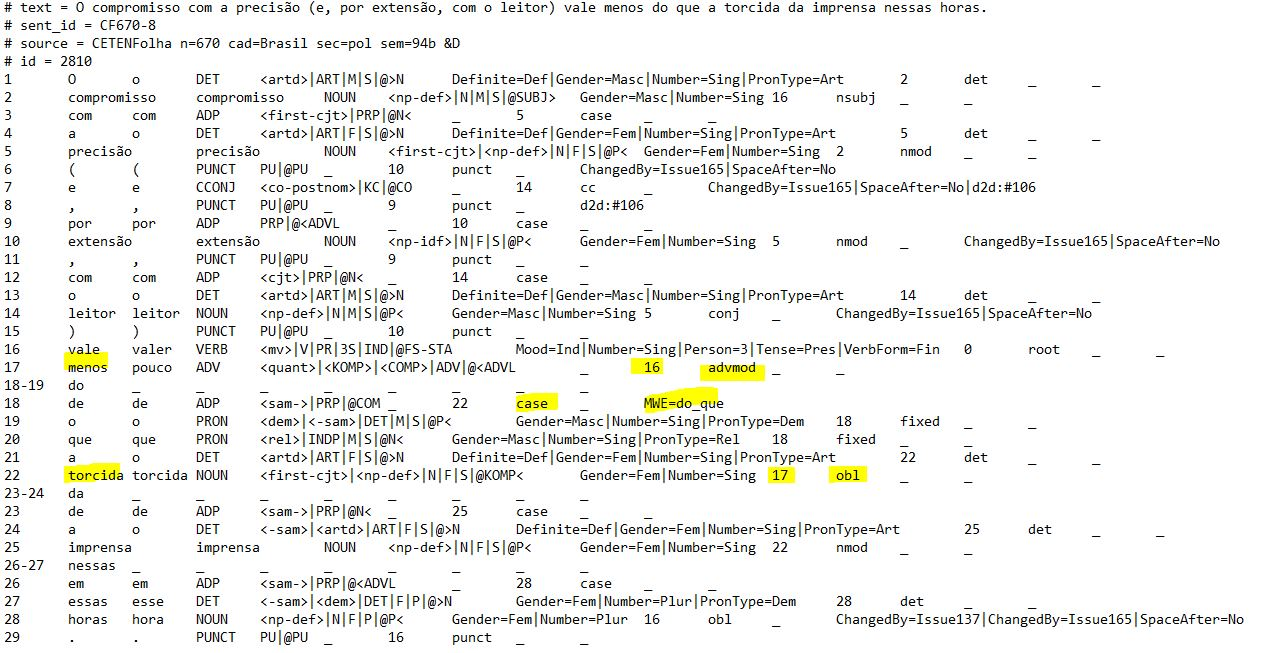 # text = O compromisso com a precisão (e, por extensão, com o leitor) vale menos do que a torcida da imprensa nessas horas.
# sent_id = CF670-8
# source = CETENFolha n=670 cad=Brasil sec=pol sem=94b &D
# id = 2810
1 O o DET <artd>|ART|M|S|@>N Definite=Def|Gender=Masc|Number=Sing|PronType=Art 2 det _ _
2 compromisso compromisso NOUN <np-def>|N|M|S|@SUBJ> Gender=Masc|Number=Sing 16 nsubj _ _
3 com com ADP <first-cjt>|PRP|@N< _ 5 case _ _
4 a o DET <artd>|ART|F|S|@>N Definite=Def|Gender=Fem|Number=Sing|PronType=Art 5 det _ _
5 precisão precisão NOUN <first-cjt>|<np-def>|N|F|S|@P< Gender=Fem|Number=Sing 2 nmod _ _
6 ( ( PUNCT PU|@PU _ 10 punct _ ChangedBy=Issue165|SpaceAfter=No
7 e e CCONJ <co-postnom>|KC|@CO _ 14 cc _ ChangedBy=Issue165|SpaceAfter=No|d2d:#106
8 , , PUNCT PU|@PU _ 9 punct _ d2d:#106
9 por por ADP PRP|@<ADVL _ 10 case _ _
10 extensão extensão NOUN <np-idf>|N|F|S|@P< Gender=Fem|Number=Sing 5 nmod _ ChangedBy=Issue165|SpaceAfter=No
11 , , PUNCT PU|@PU _ 9 punct _ _
12 com com ADP <cjt>|PRP|@N< _ 14 case _ _
13 o o DET <artd>|ART|M|S|@>N Definite=Def|Gender=Masc|Number=Sing|PronType=Art 14 det _ _
14 leitor leitor NOUN <np-def>|N|M|S|@P< Gender=Masc|Number=Sing 5 conj _ ChangedBy=Issue165|SpaceAfter=No
15 ) ) PUNCT PU|@PU _ 10 punct _ _
16 vale valer VERB <mv>|V|PR|3S|IND|@FS-STA Mood=Ind|Number=Sing|Person=3|Tense=Pres|VerbForm=Fin 0 root _ _
17 menos pouco ADV <quant>|<KOMP>|<COMP>|ADV|@<ADVL _ 16 advmod _ _
18-19 do _ _ _ _ _ _ _ _
18 de de ADP <sam->|PRP|@COM _ 22 case _ MWE=do_que
19 o o PRON <dem>|<-sam>|DET|M|S|@P< Gender=Masc|Number=Sing|PronType=Dem 18 fixed _ _
20 que que PRON <rel>|INDP|M|S|@N< Gender=Masc|Number=Sing|PronType=Rel 18 fixed _ _
21 a o DET <artd>|ART|F|S|@>N Definite=Def|Gender=Fem|Number=Sing|PronType=Art 22 det _ _
22 torcida torcida NOUN <first-cjt>|<np-def>|N|F|S|@KOMP< Gender=Fem|Number=Sing 17 obl _ _
23-24 da _ _ _ _ _ _ _ _
23 de de ADP <sam->|PRP|@N< _ 25 case _ _
24 a o DET <-sam>|<artd>|ART|F|S|@>N Definite=Def|Gender=Fem|Number=Sing|PronType=Art 25 det _ _
25 imprensa imprensa NOUN <np-def>|N|F|S|@P< Gender=Fem|Number=Sing 22 nmod _ _
26-27 nessas _ _ _ _ _ _ _ _
26 em em ADP <sam->|PRP|@<ADVL _ 28 case _ _
27 essas esse DET <-sam>|<dem>|DET|F|P|@>N Gender=Fem|Number=Plur|PronType=Dem 28 det _ _
28 horas hora NOUN <np-def>|N|F|P|@P< Gender=Fem|Number=Plur 16 obl _ ChangedBy=Issue137|ChangedBy=Issue165|SpaceAfter=No
29 . . PUNCT PU|@PU _ 16 punct _ _